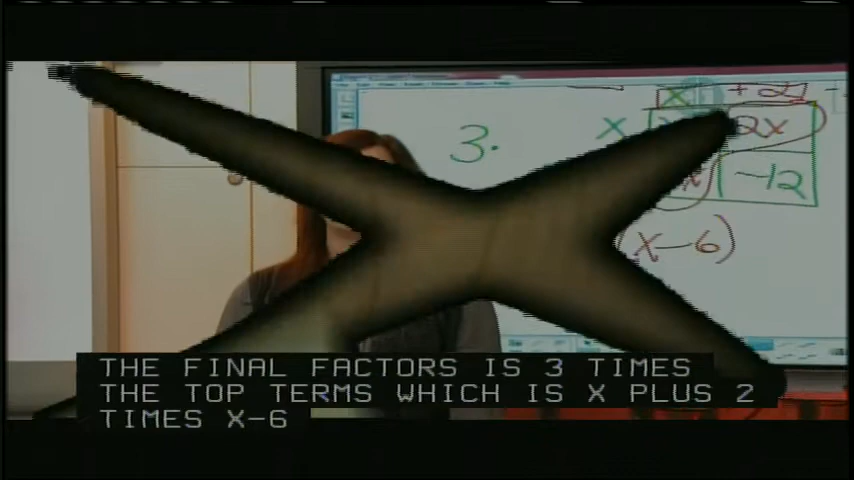 X + 2
3. X 2X
-12
X-6)
THE FINAL FACTORS IS 3 TIMES
THE TOP TERMS WHICH IS X PLUS 2
TIMES X-6